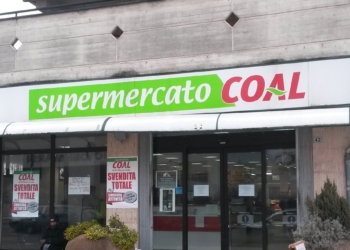 supermercato COAL
COAL
SVENDITA
TOTALE
COAL
SVENDITA
TOTALE